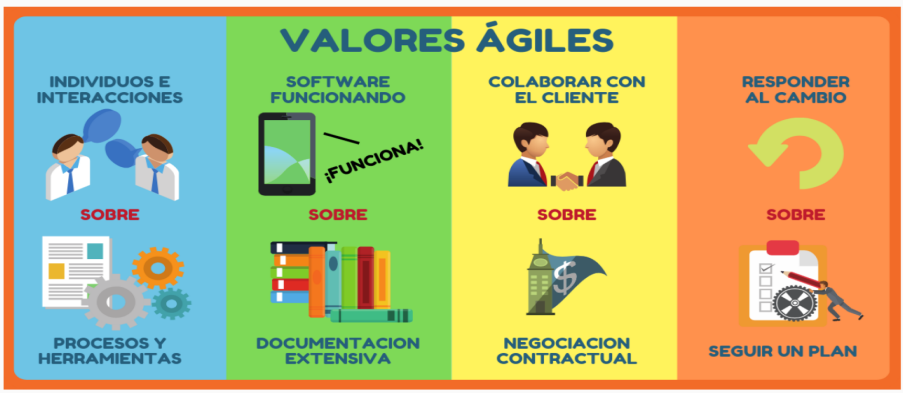 VALORES ÁGILES
INDIVIDUOS E
INTERACCIONES
SOBRE
PROCESOS Y
HERRAMIENTAS
SOFTWARE
FUNCIONANDO
¡FUNCIONA!
SOBRE
DOCUMENTACION
EXTENSIVA
COLABORAR CON
EL CLIENTE
SOBRE
$
NEGOCIACION
CONTRACTUAL
RESPONDER
AL CAMBIO
SOBRE
SEGUIR UN PLAN